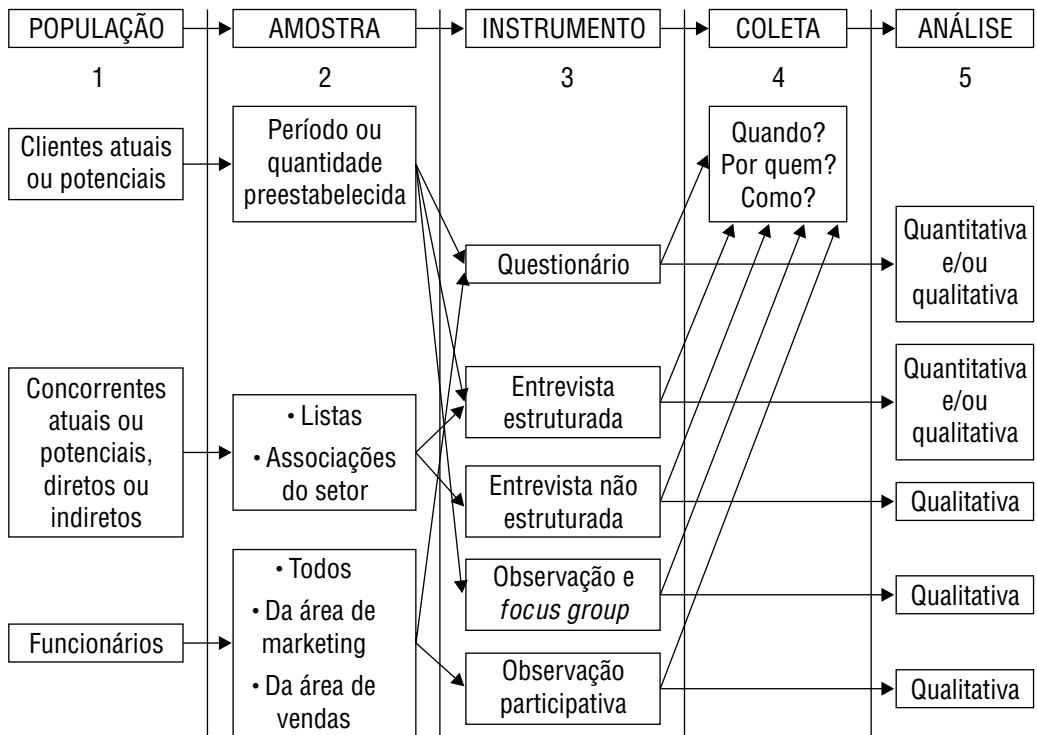 POPULAÇÃO
AMOSTRA
INSTRUMENTO
COLETA
ANÁLISE
1
2
3
4
5
Clientes atuais
ou potenciais
Período ou
quantidade
preestabelecida
Quando?
Por quem?
Como?
Questionário
Quantitativa
e/ou
qualitativa
Concorrentes
atuais ou
potenciais,
diretos ou
indiretos
• Listas
• Associações
do setor
Entrevista
estruturada
Quantitativa
e/ou
qualitativa
Entrevista não
estruturada
Qualitativa
Funcionários
• Todos
• Da área de
marketing
• Da área de
vendas
Observação e
focus group
Qualitativa
Observação
participativa
Qualitativa